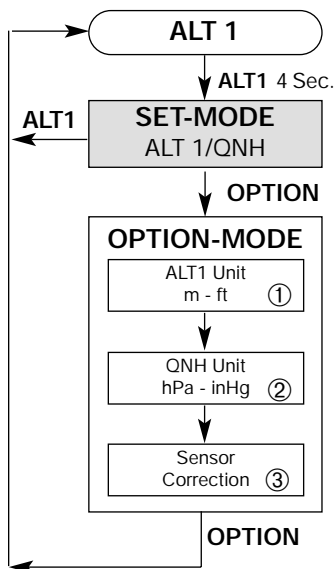 ALT 1
ALT1 4 Sec.
ALT1
SET-MODE
ALT 1/QNH
OPTION
OPTION-MODE
ALT1 Unit
m - ft ①
QNH Unit
hPa - inHg ②
Sensor
Correction ③
OPTION